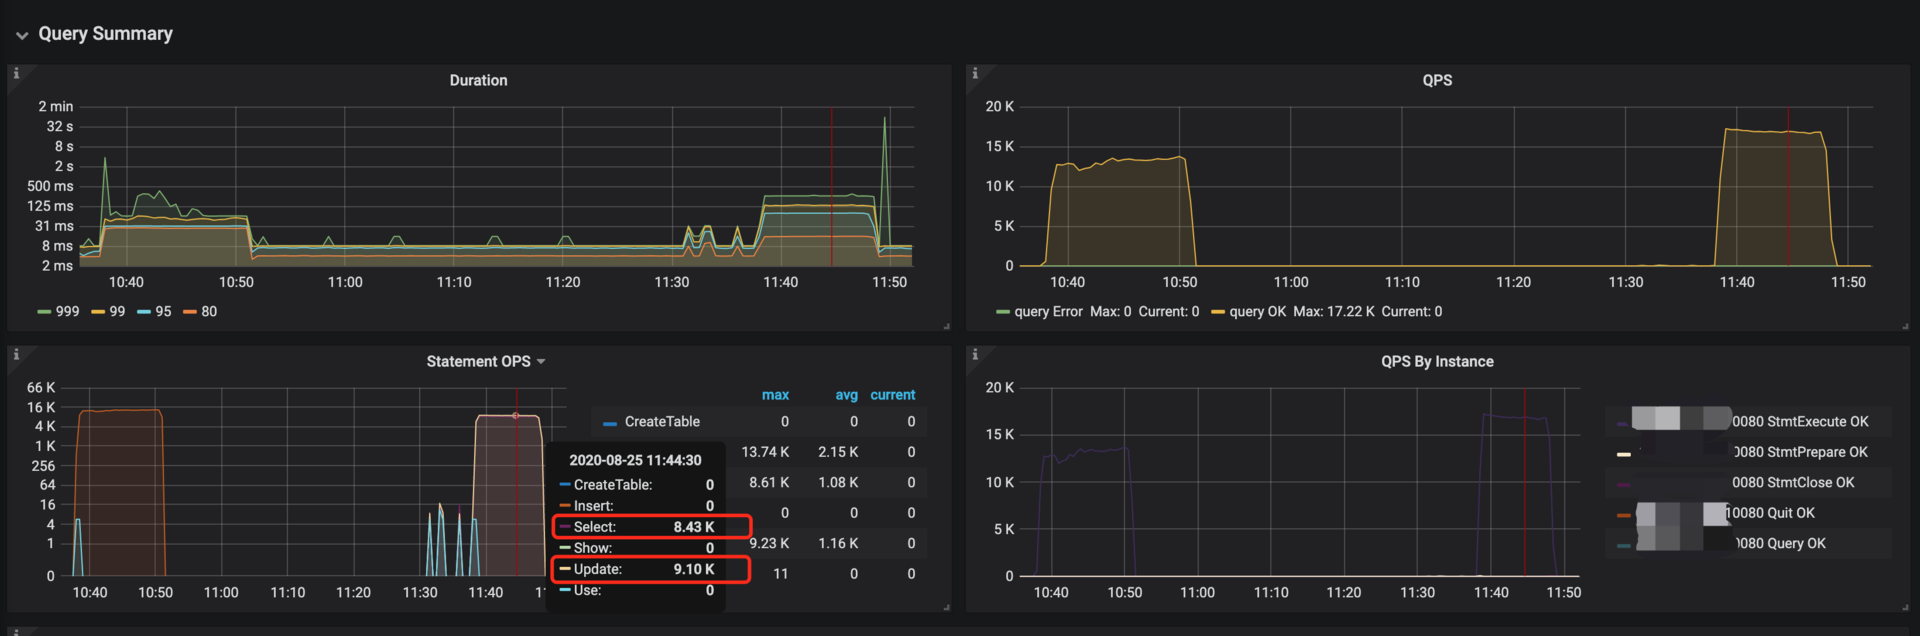 Query Summary
Duration
2 min
32 s
8 s
2 s
500 ms
125 ms
31 ms
8 ms
2 ms
10:40 10:50 11:00 11:10 11:20 11:30 11:40 11:50
999 99 95 80
QPS
20 K
15 K
10 K
5 K
0
10:40 10:50 11:00 11:10 11:20 11:30 11:40 11:50
query Error Max: 0 Current: 0 query OK Max: 17.22 K Current: 0
Statement OPS
66 K
16 K
4 K
1 K
256
64
16
4
1
0
10:40 10:50 11:00 11:10 11:20 11:30 11:40
max avg current
CreateTable 0 0 0
13.74 K 2.15 K 0
8.61 K 1.08 K 0
0 0 0
9.23 K 1.16 K 0
11 0 0
2020-08-25 11:44:30
CreateTable: 0
Insert: 0
Select: 8.43 K
Show: 0
Update: 9.10 K
Use: 0
QPS By Instance
20 K
15 K
10 K
5 K
0
10:40 10:50 11:00 11:10 11:20 11:30 11:40 11:50
0080 StmtExecute OK
0080 StmtPrepare OK
0080 StmtClose OK
10080 Quit OK
0080 Query OK